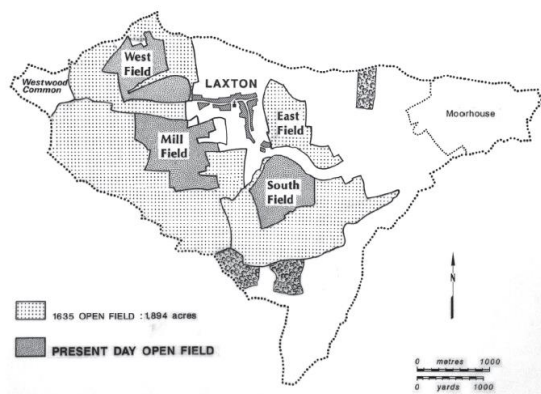 West
Field
LAXTON
Westwood
Common
East
Field
Moorhouse
Mill
Field
South
Field
N
1635 OPEN FIELD : 1,894 acres
PRESENT DAY OPEN FIELD
0 metres 1000
0 yards 1000